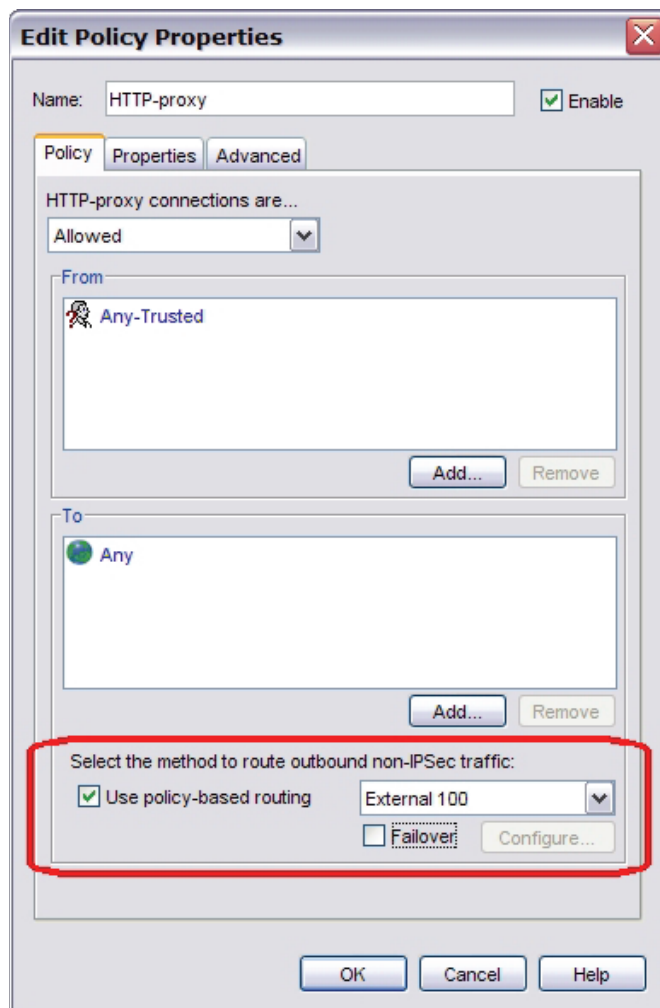 Edit Policy Properties
Name: HTTP-proxy Enable
Policy Properties Advanced
HTTP-proxy connections are...
Allowed
From
Any-Trusted
Add... Remove
To
Any
Add... Remove
Select the method to route outbound non-IPSec traffic:
Use policy-based routing External 100
Failover Configure...
OK Cancel Help